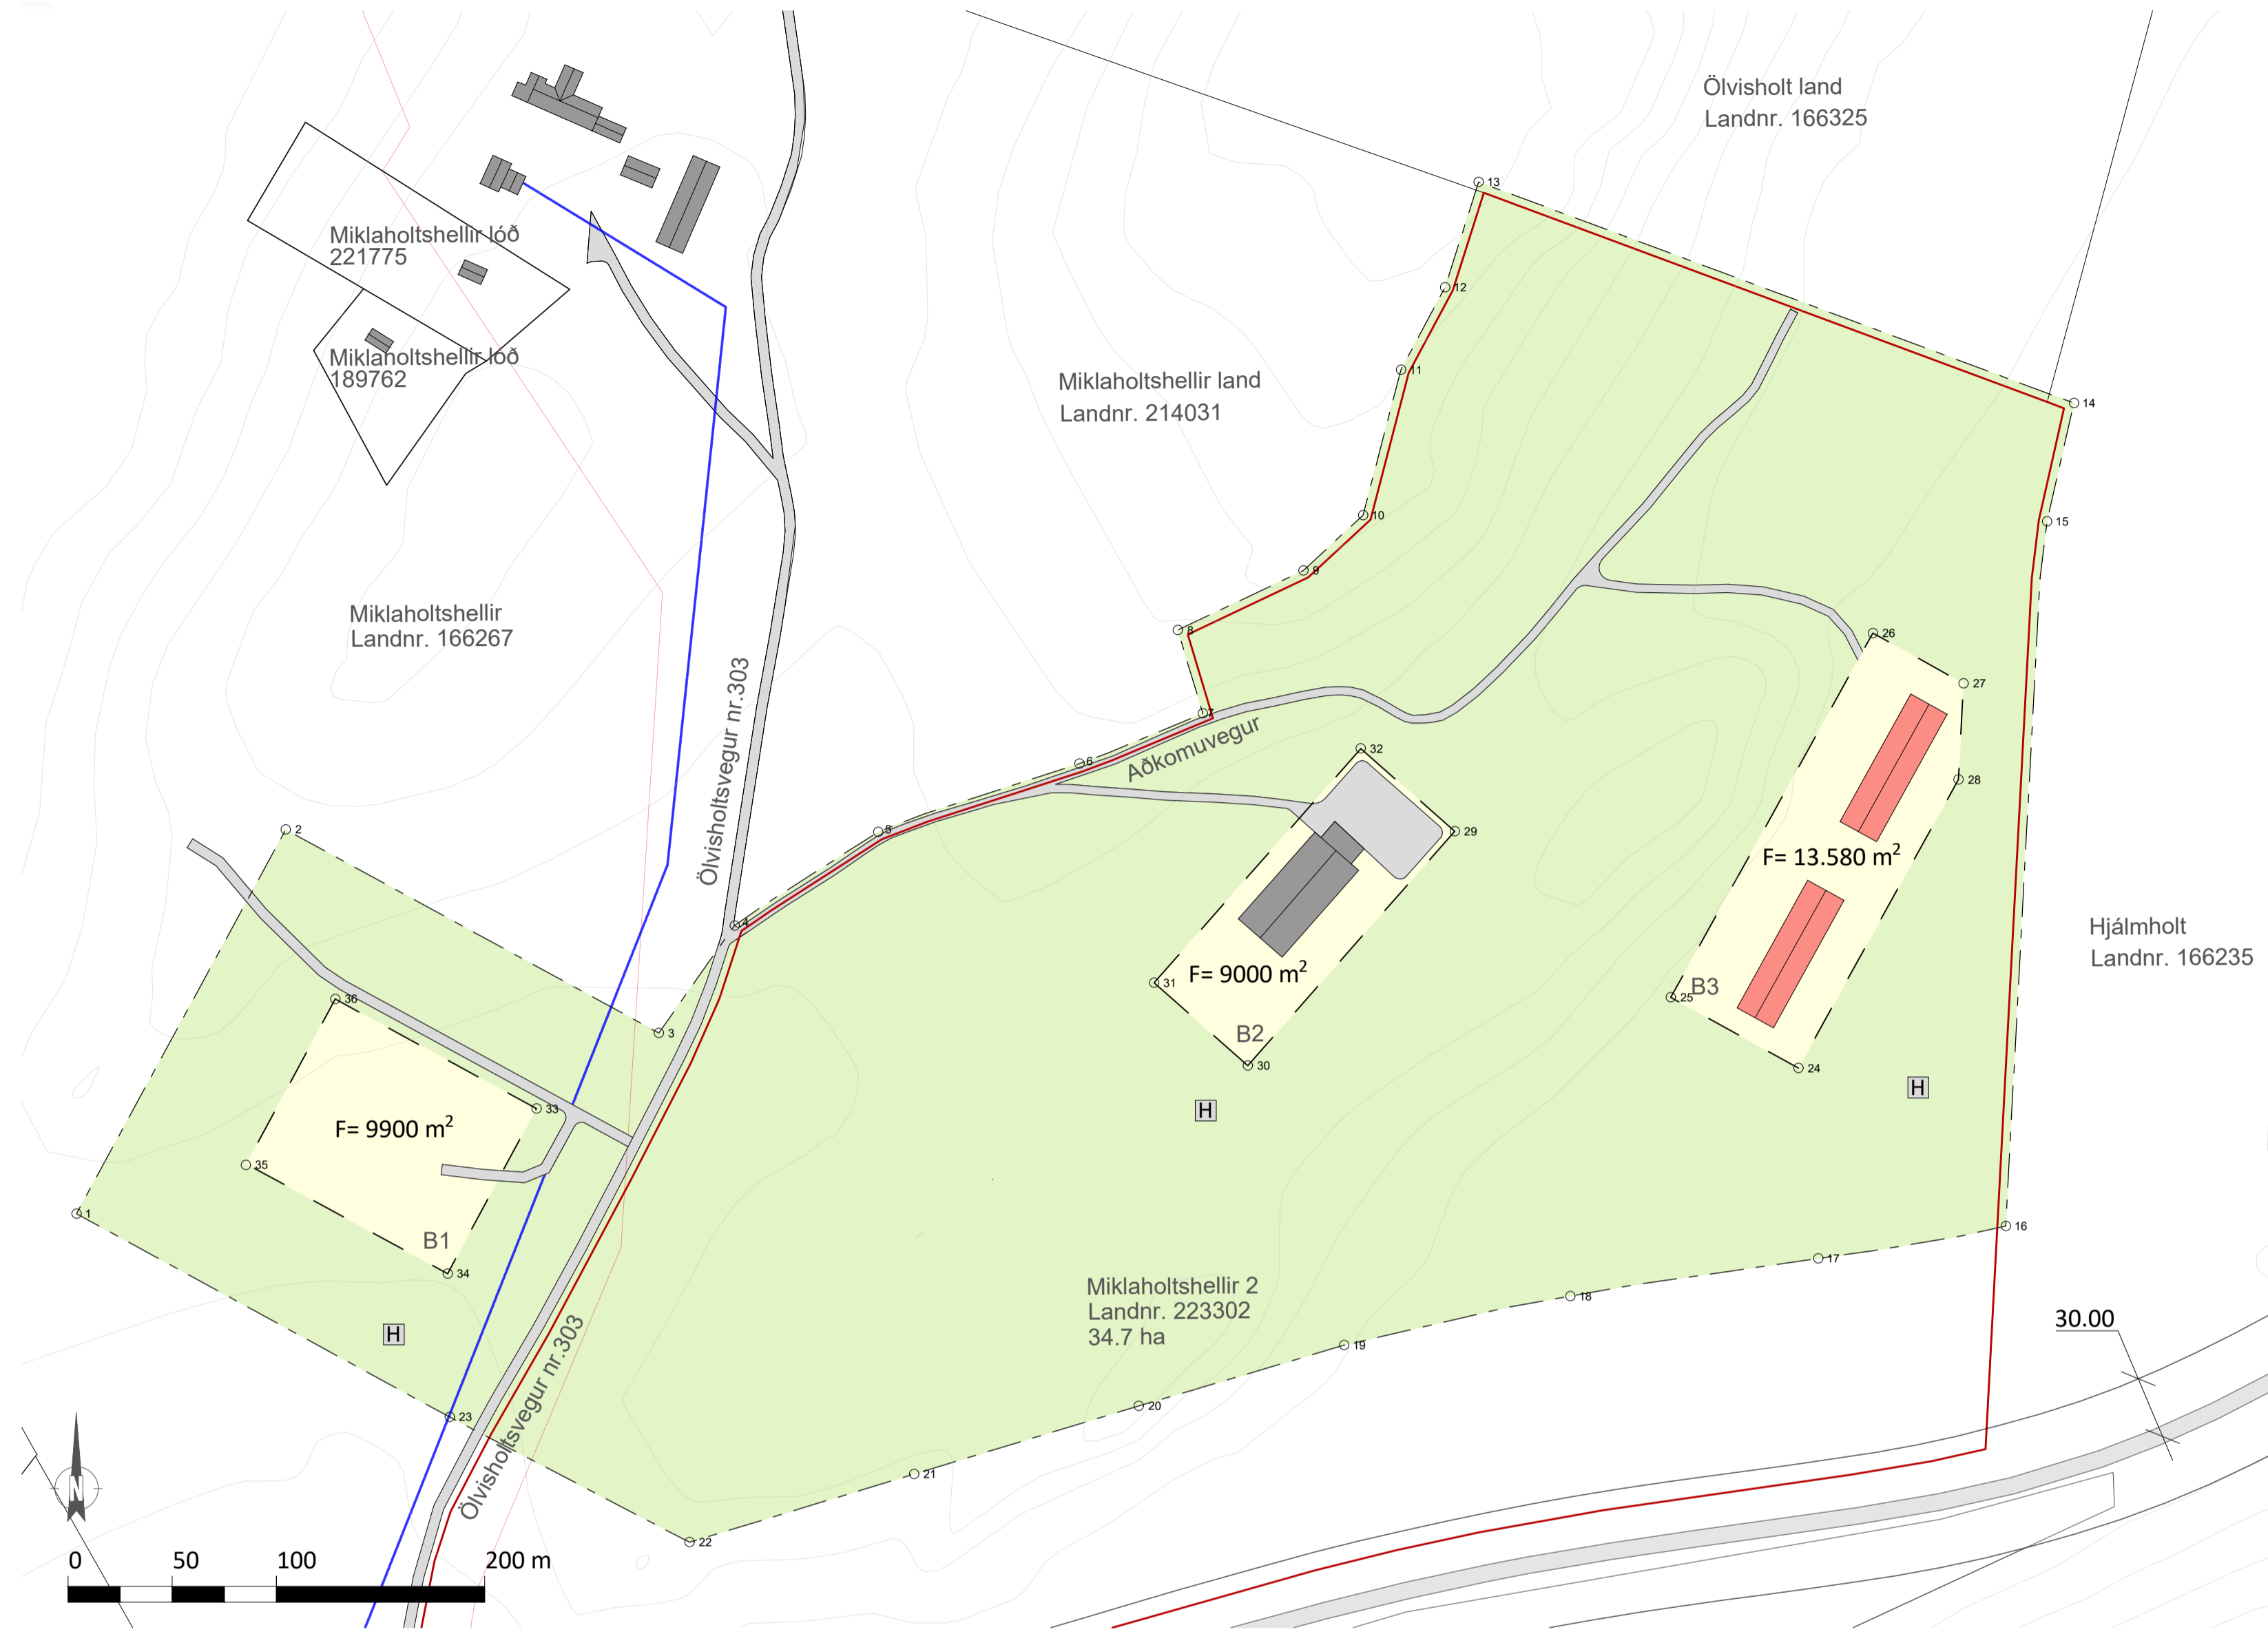 Ölvisholt land
Landnr. 166325
13
Miklaholtshellir lóð
221775
12
Miklaholtshellir lóð
189762
11
Miklaholtshellir land
Landnr. 214031
14
10
15
9
Miklaholtshellir
Landnr. 166267
8
26
27
7
Ölvisholtsvegur nr.303
Aðkomuvegur
6
32
28
2
5
29
F= 13.580 m²
4
Hjálmholt
Landnr. 166235
F= 9000 m²
31
25
B3
36
3
B2
30
24
H
H
33
F= 9900 m²
35
1
B1
34
16
17
Miklaholtshellir 2
Landnr. 223302
34.7 ha
18
H
30.00
19
Ölvisholtsvegur nr.303
20
23
21
N
22
0 50 100 200 m